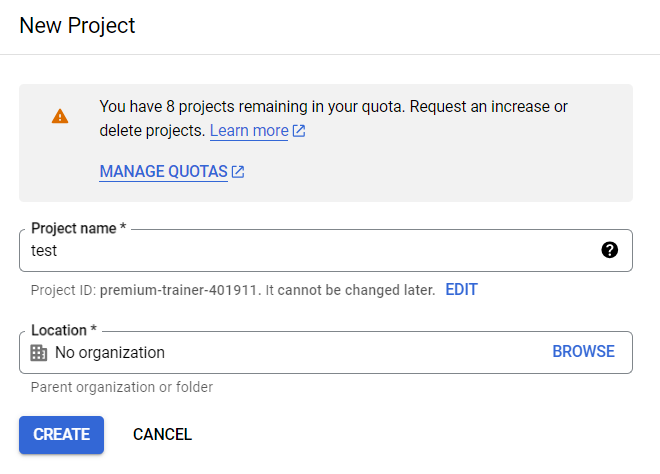 New Project
You have 8 projects remaining in your quota. Request an increase or
delete projects. Learn more
MANAGE QUOTAS
Project name *
test
Project ID: premium-trainer-401911. It cannot be changed later. EDIT
Location *
No organization BROWSE
Parent organization or folder
CREATE CANCEL